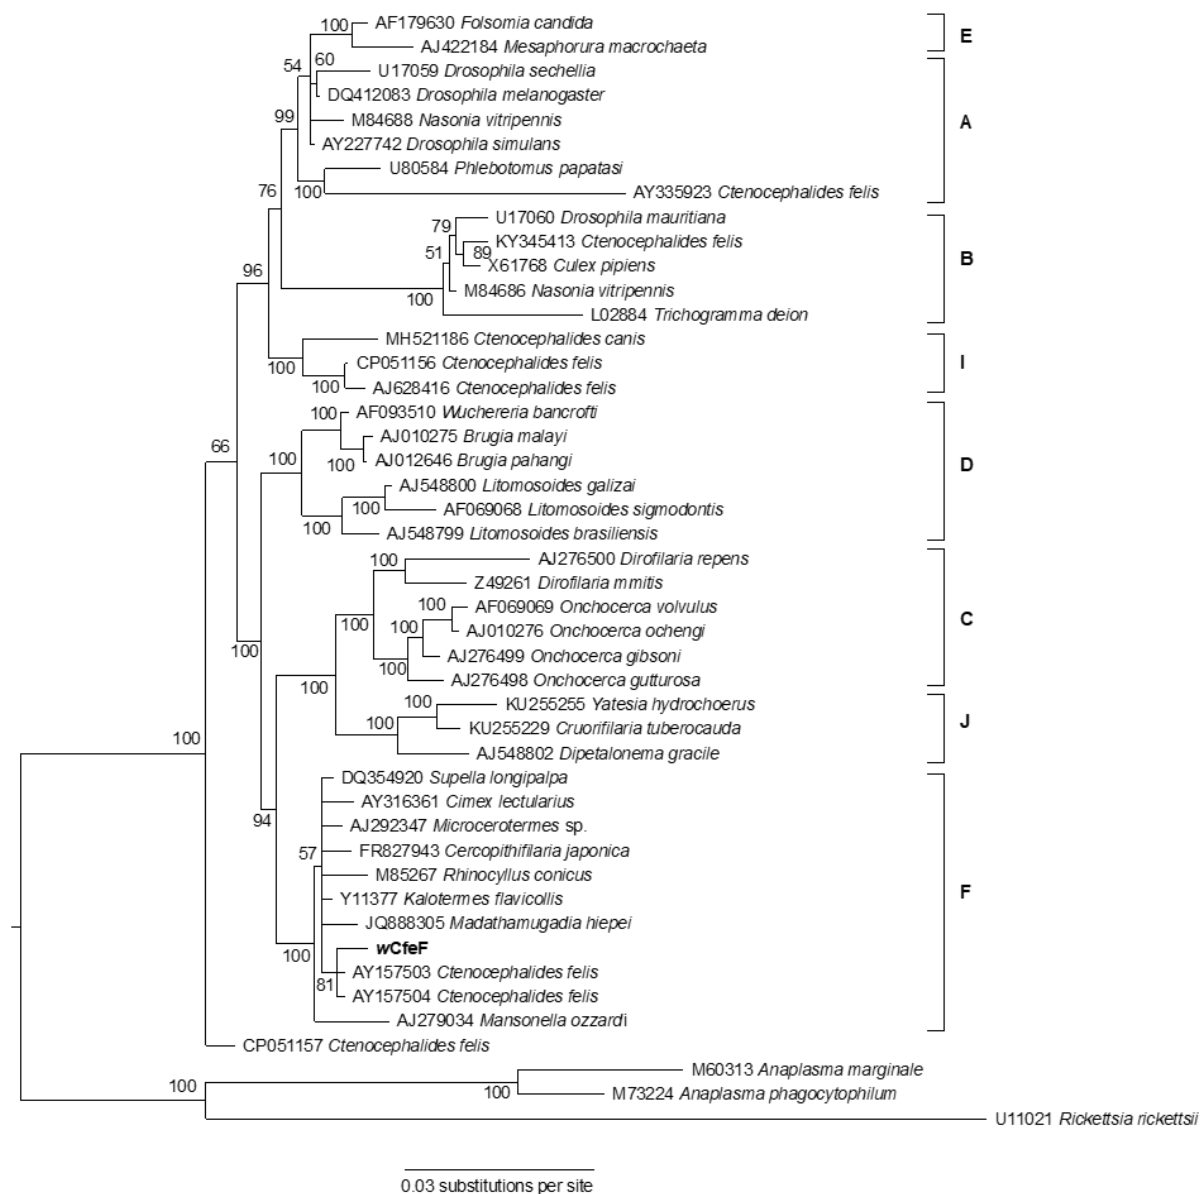 100
AF179630 Folsomia candida
AJ422184 Mesaphorura macrochaeta
E
54
60
U17059 Drosophila sechellia
DQ412083 Drosophila melanogaster
99
M84688 Nasonia vitripennis
A
AY227742 Drosophila simulans
U80584 Phlebotomus papatasi
76
100
AY335923 Ctenocephalides felis
79
U17060 Drosophila mauritiana
KY345413 Ctenocephalides felis
51
89
X61768 Culex pipiens
B
96
M84686 Nasonia vitripennis
100
L02884 Trichogramma deion
MH521186 Ctenocephalides canis
100
CP051156 Ctenocephalides felis
I
100
AJ628416 Ctenocephalides felis
100
AF093510 Wuchereria bancrofti
66
AJ010275 Brugia malayi
100
100
AJ012646 Brugia pahangi
D
AJ548800 Litomosoides galizai
100
AF069068 Litomosoides sigmodontis
100
AJ548799 Litomosoides brasiliensis
100
AJ276500 Dirofilaria repens
Z49261 Dirofilaria mmitis
100
AF069069 Onchocerca volvulus
100
100
AJ010276 Onchocerca ochengi
C
100
AJ276499 Onchocerca gibsoni
100
100
AJ276498 Onchocerca gutturosa
100
KU255255 Yatesia hydrochoerus
100
KU255229 Cruorifilaria tuberocauda
J
100
AJ548802 Dipetalonema gracile
DQ354920 Supella longipalpa
AY316361 Cimex lectularius
94
AJ292347 Microcerotermes sp.
57
FR827943 Cercopithifilaria japonica
M85267 Rhinocyllus conicus
Y11377 Kalotermes flavicollis
F
JQ888305 Madathamugadia hiepei
100
wCfeF
81
AY157503 Ctenocephalides felis
AY157504 Ctenocephalides felis
AJ279034 Mansonella ozzardi
CP051157 Ctenocephalides felis
100
M60313 Anaplasma marginale
100
M73224 Anaplasma phagocytophilum
U11021 Rickettsia rickettsii
0.03 substitutions per site